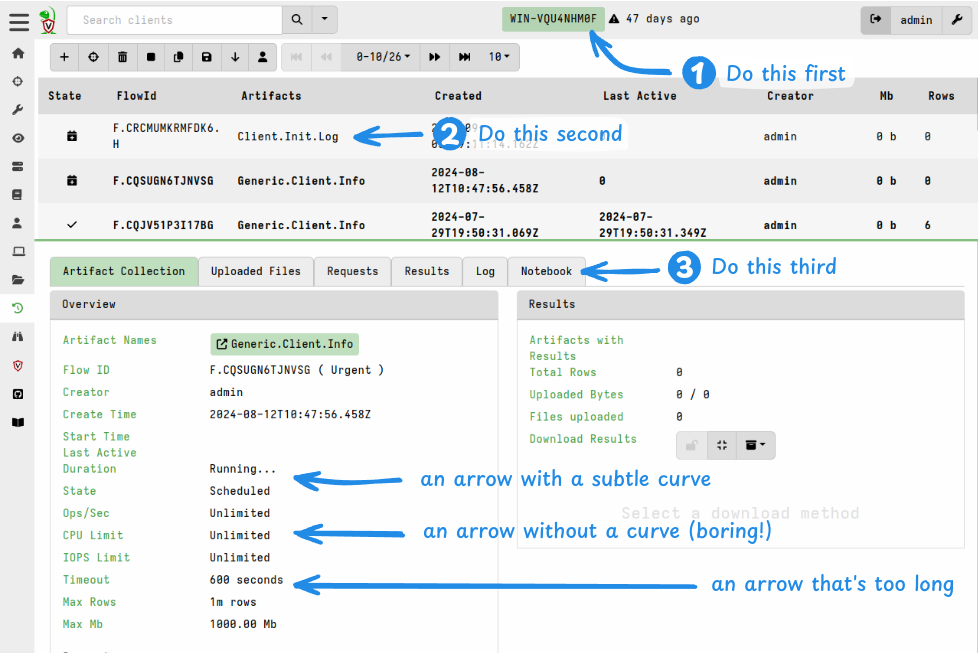 Search clients
WIN-VQU4NHM0F 47 days ago
admin
0-10/26
10
State FlowId Artifacts Created Last Active Creator Mb Rows
1 Do this first
F.CRCMUMKRMFDK6.
H
Client.Init.Log
2 Do this second
admin 0 b 0
F.CQSUGN6TJNVSG Generic.Client.Info
2024-08-
12T10:47:56.458Z
0 admin 0 b 0
F.CQJV51P3I17BG Generic.Client.Info
2024-07-
29T19:50:31.069Z
2024-07-
29T19:50:31.349Z
admin 0 b 6
Artifact Collection Uploaded Files Requests Results Log Notebook
3 Do this third
Overview
Artifact Names Generic.Client.Info
Flow ID F.CQSUGN6TJNVSG ( Urgent )
Creator admin
Create Time 2024-08-12T10:47:56.458Z
Start Time
Last Active
Duration Running...
State Scheduled
Ops/Sec Unlimited
CPU Limit Unlimited
IOPS Limit Unlimited
Timeout 600 seconds
Max Rows 1m rows
Max Mb 1000.00 Mb
Results
Artifacts with
Results
Total Rows 0
Uploaded Bytes 0 / 0
Files uploaded 0
Download Results
Select a download method
an arrow with a subtle curve
an arrow without a curve (boring!)
an arrow that's too long